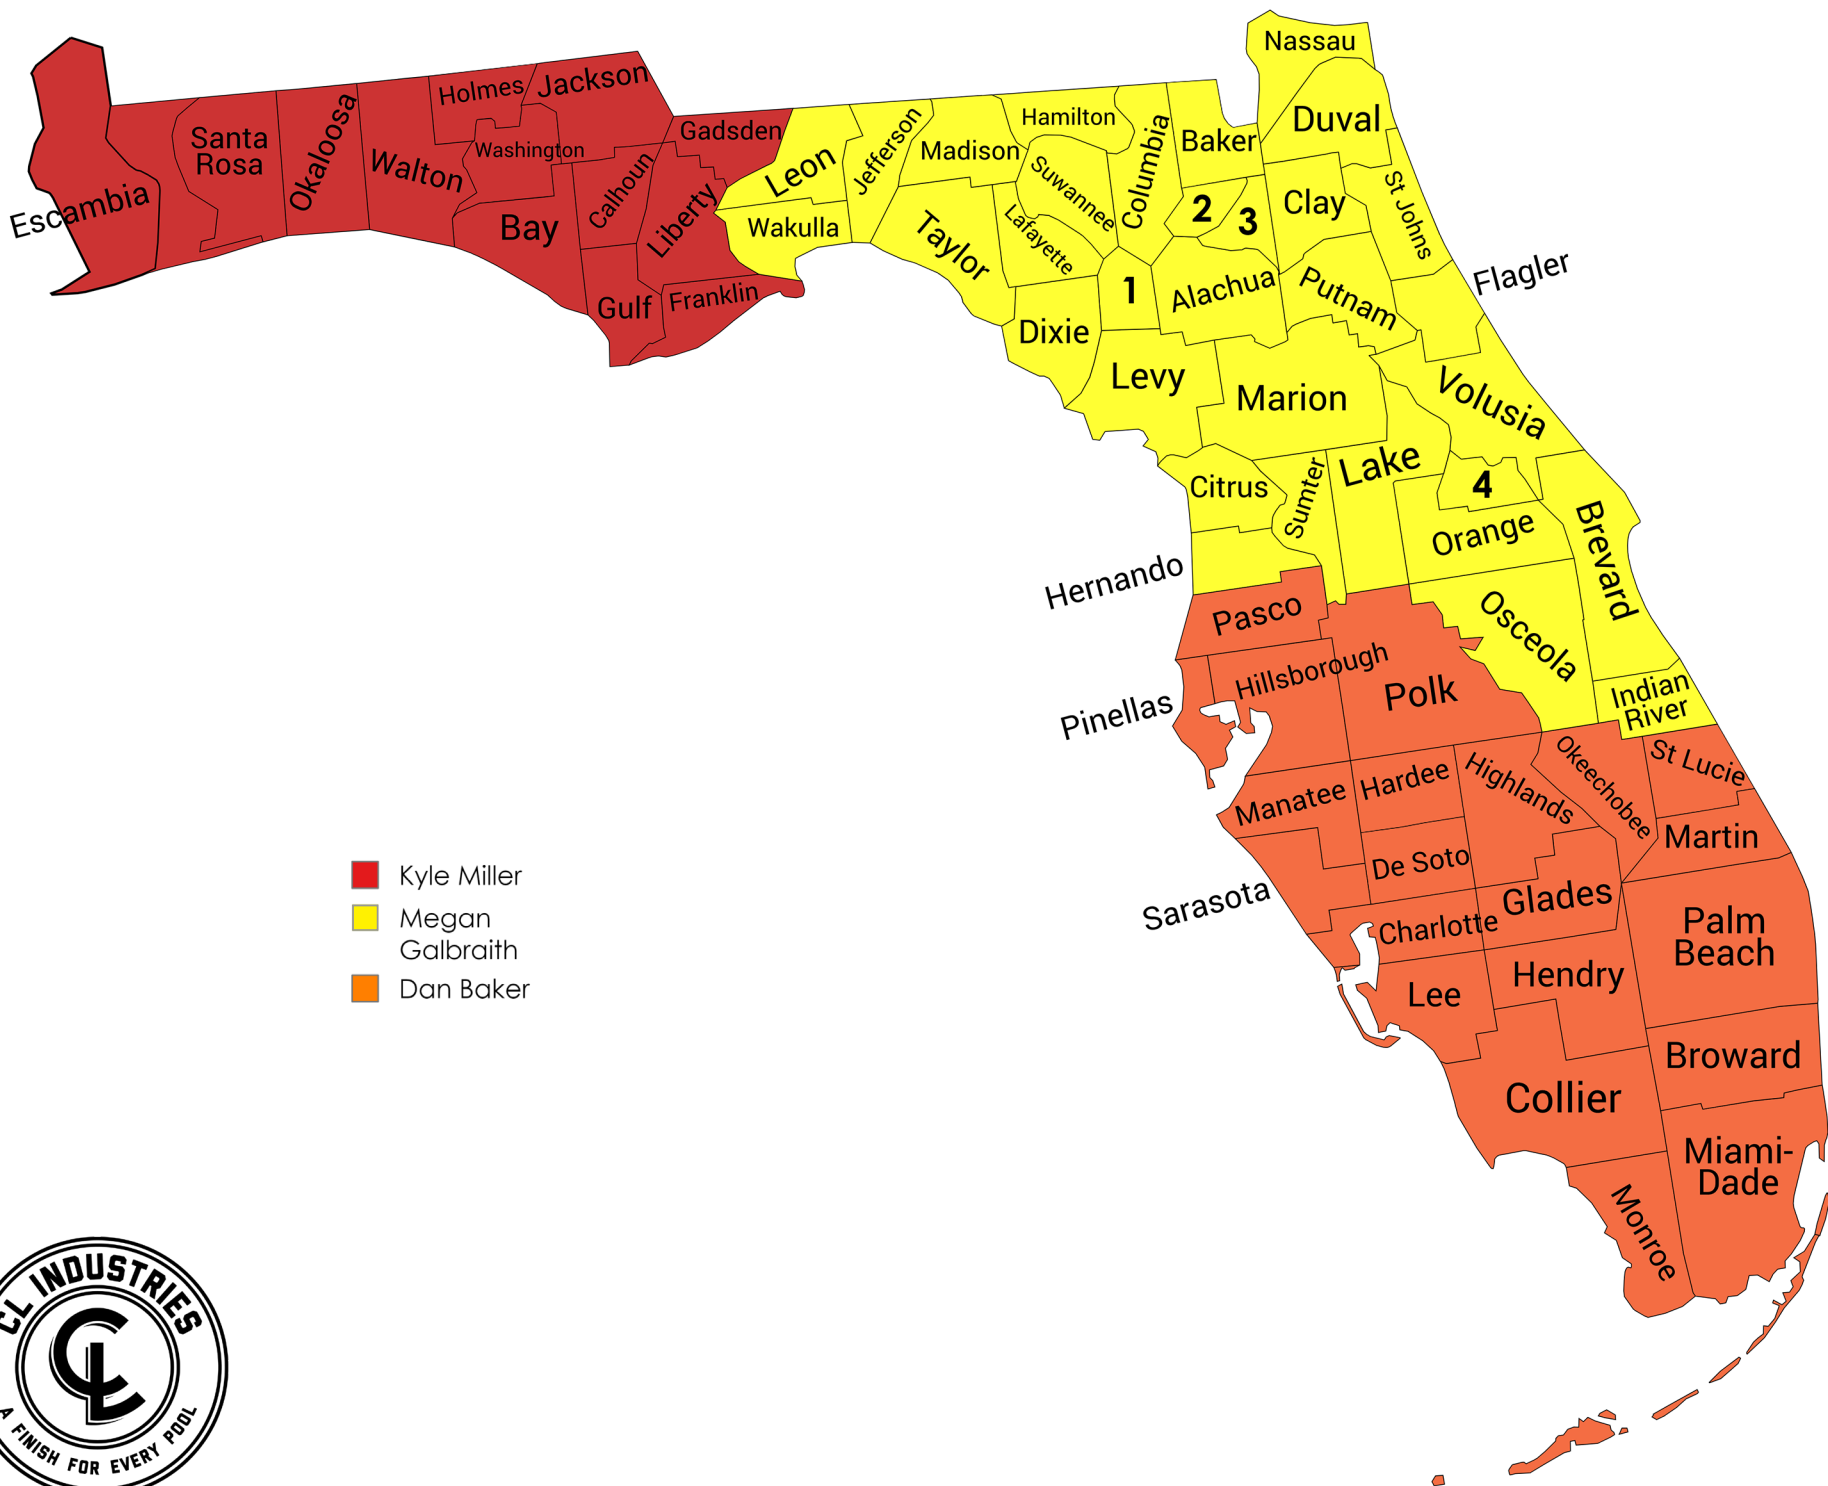 Nassau
Jackson
Holmes
Okaloosa
Santa
Rosa
Walton
Washington
Gadsden
Calhoun
Escambia
Bay
Liberty
Gulf
Franklin
Leon
Wakulla
Jefferson
Madison
Hamilton
Suwannee
Columbia
Baker
Duval
Taylor
Lafayette
2
3
Clay
St Johns
Flagler
Dixie
1
Alachua
Putnam
Levy
Marion
Volusia
Citrus
Sumter
Lake
4
Orange
Brevard
Hernando
Osceola
Pasco
Hillsborough
Polk
Pinellas
Indian
River
Manatee
Hardee
Highlands
Okeechobee
St Lucie
Martin
De Soto
Sarasota
Charlotte
Glades
Palm
Beach
Lee
Hendry
Broward
Collier
Miami-
Dade
Monroe
Kyle Miller
Megan
Galbraith
Dan Baker
CL INDUSTRIES
CL
A FINISH FOR EVERY POOL